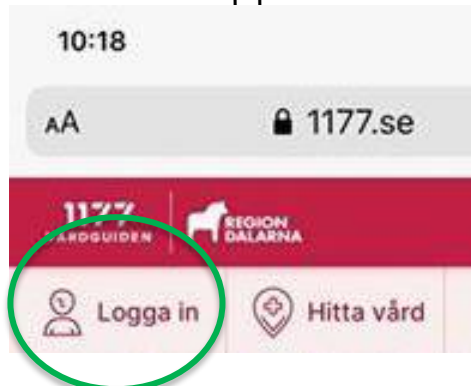 10:18
AA 1177.se
1177 VÅRDGUIDEN REGION DALARNA
Logga in Hitta vård